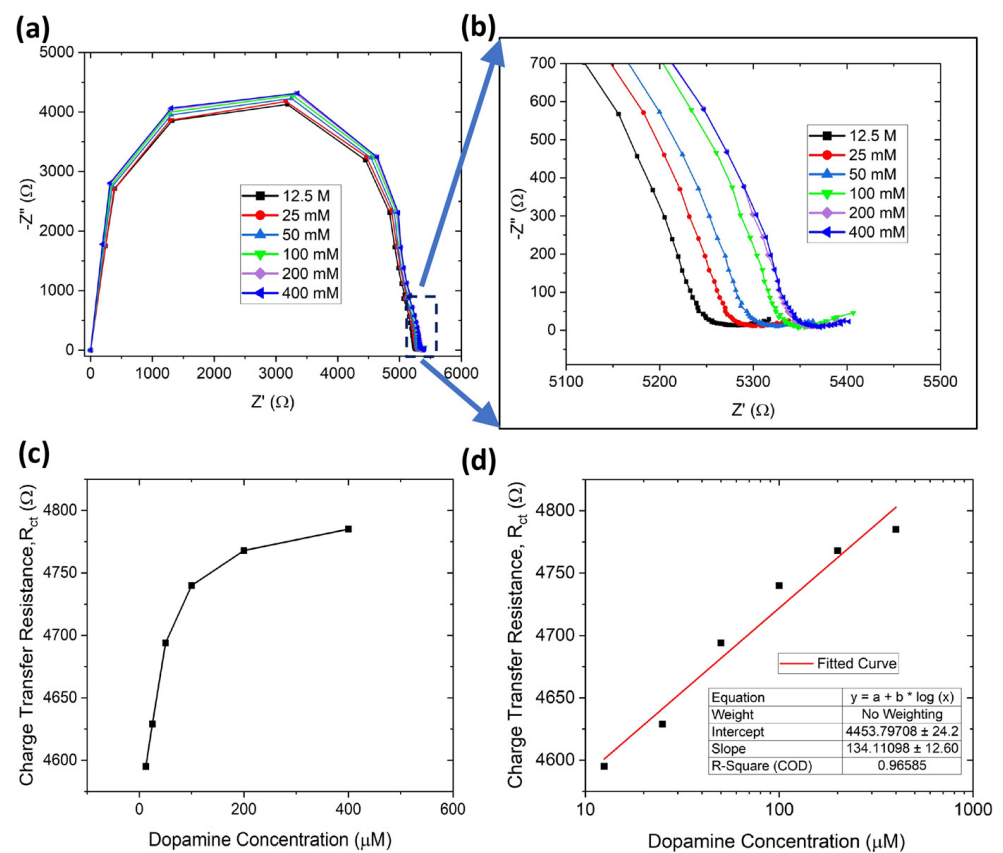 (a)
5000
4000
3000
2000
1000
0
-Z'' (Ω)
12.5 M
25 mM
50 mM
100 mM
200 mM
400 mM
0 1000 2000 3000 4000 5000 6000
Z' (Ω)
(b)
700
600
500
400
300
200
100
0
-Z'' (Ω)
12.5 M
25 mM
50 mM
100 mM
200 mM
400 mM
5100 5200 5300 5400 5500
Z' (Ω)
(c)
4800
4750
4700
4650
4600
Charge Transfer Resistance,Rct (Ω)
0 200 400 600
Dopamine Concentration (μM)
(d)
4800
4750
4700
4650
4600
Charge Transfer Resistance, Rct (Ω)
Fitted Curve
Equation y = a + b * log (x)
Weight No Weighting
Intercept 4453.79708 ± 24.2
Slope 134.11098 ± 12.60
R-Square (COD) 0.96585
10 100 1000
Dopamine Concentration (μM)